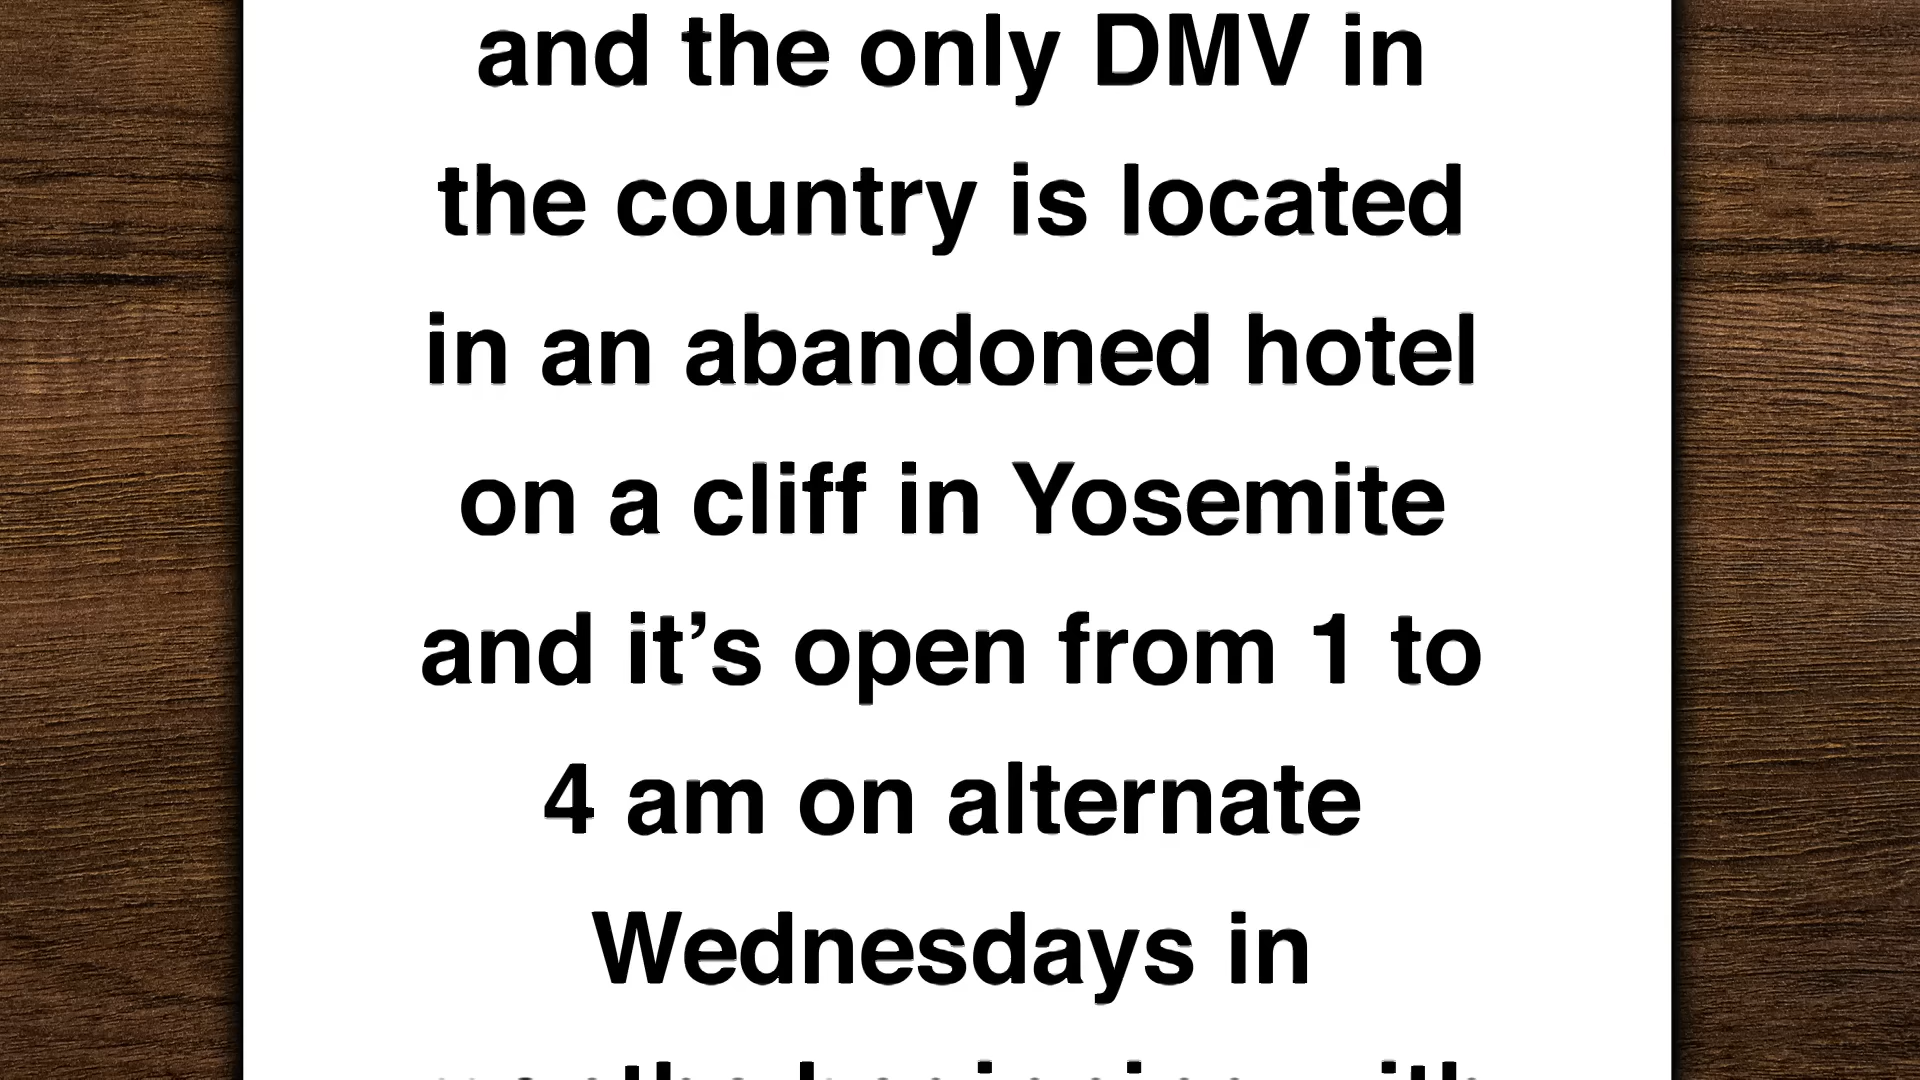 and the only DMV in
the country is located
in an abandoned hotel
on a cliff in Yosemite
and it’s open from 1 to
4 am on alternate
Wednesdays in